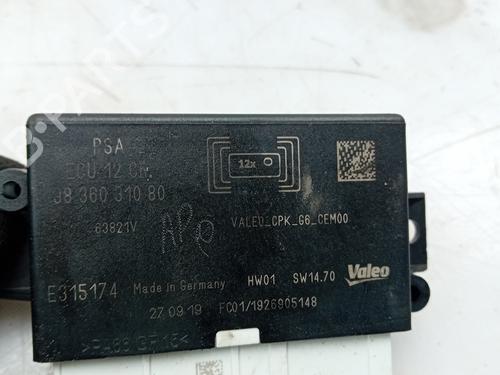 PSA
ECU 12 CH.
98 360 310 80
12x
63821V
APO
VALEO_CPK_G6_CEM00
E315174 Made in Germany HW01 SW14.70 Valeo
27 09 19 FC01/1926905148